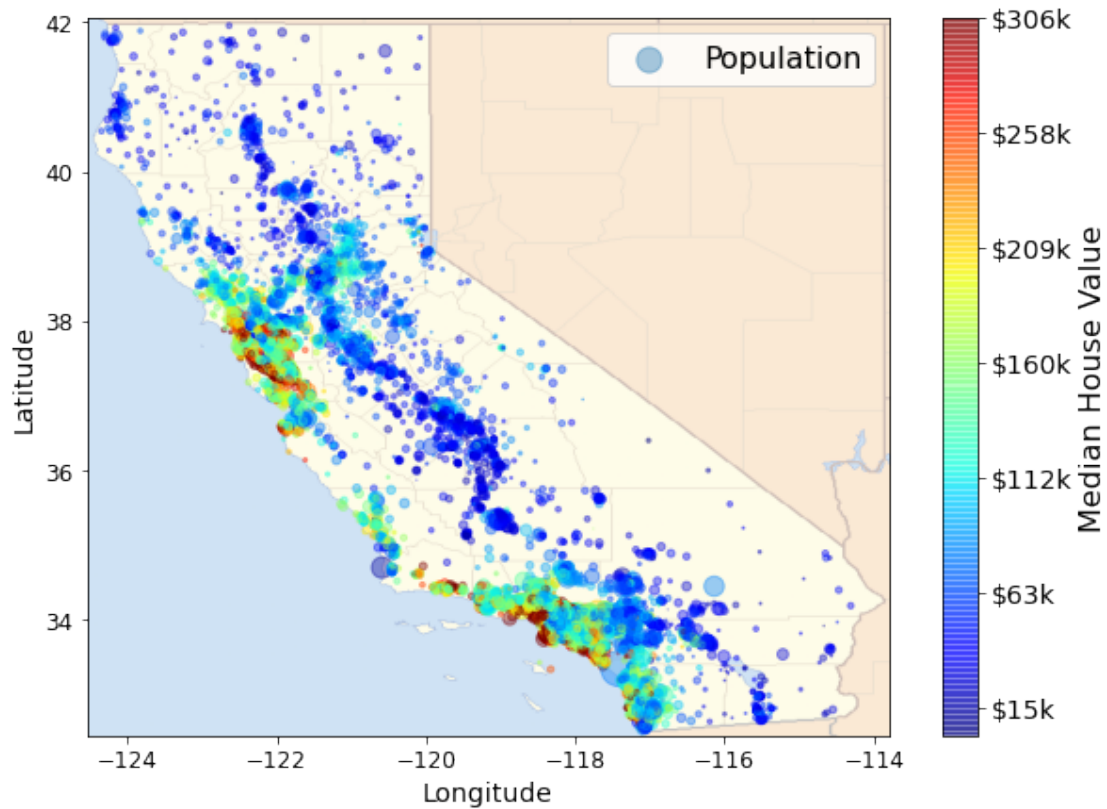 42
40
38
36
34
Latitude
−124
−122
−120
−118
−116
−114
Longitude
Population
$306k
$258k
$209k
$160k
$112k
$63k
$15k
Median House Value